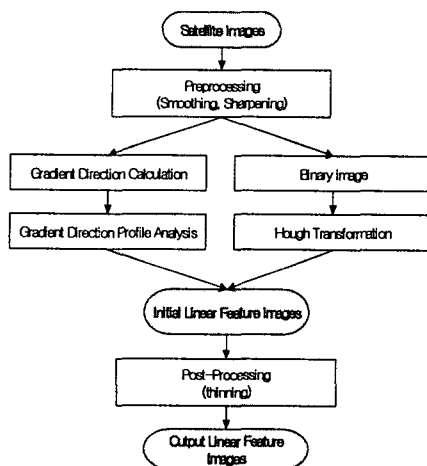 Satellite Images
Preprocessing
(Smoothing, Sharpening)
Gradient Direction Calculation
Binary Image
Gradient Direction Profile Analysis
Hough Transformation
Initial Linear Feature Images
Post-Processing
(thinning)
Output Linear Feature
Images